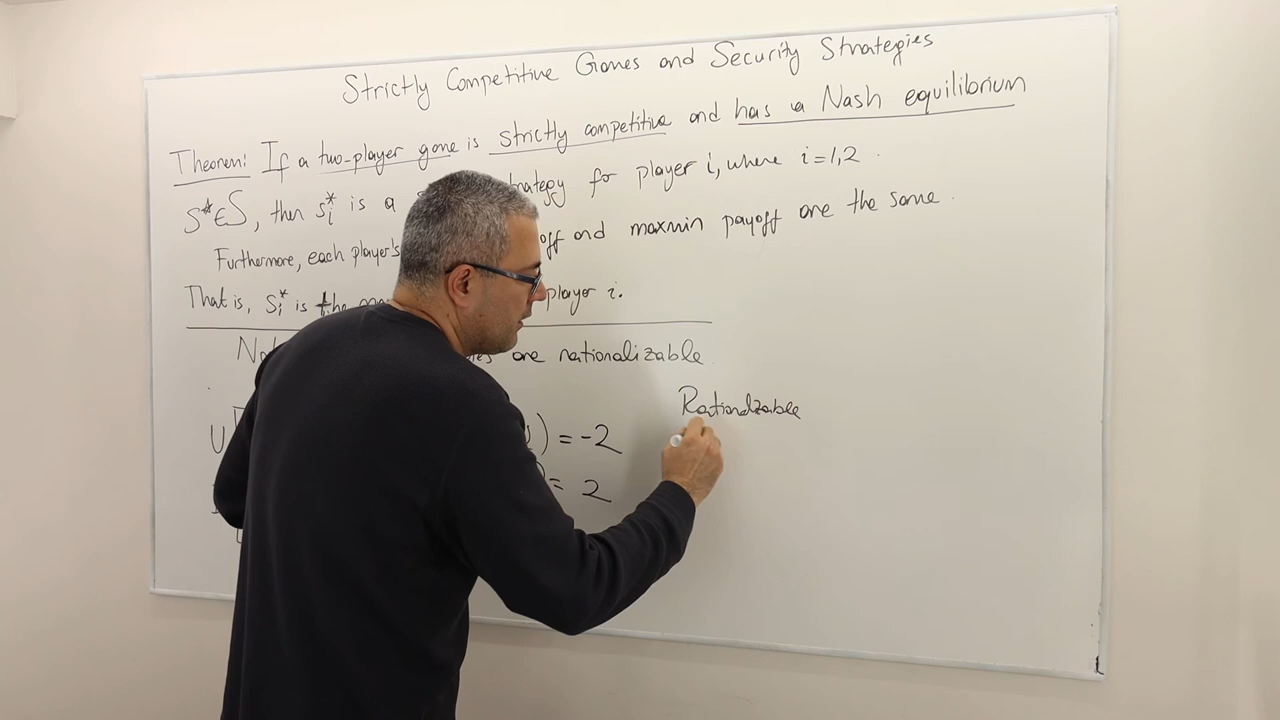 Strictly Competitive Games and Security Strategies
Theorem: If a two-player game is strictly competitive and has a Nash equilibrium
S*∈S, then s_i* is a strategy for player i, where i=1,2.
Furthermore, each player's off and maxmin payoff are the same.
That is, S_i* is the player i.
are rationalizable.
Rationalizable
U ) = -2
= 2